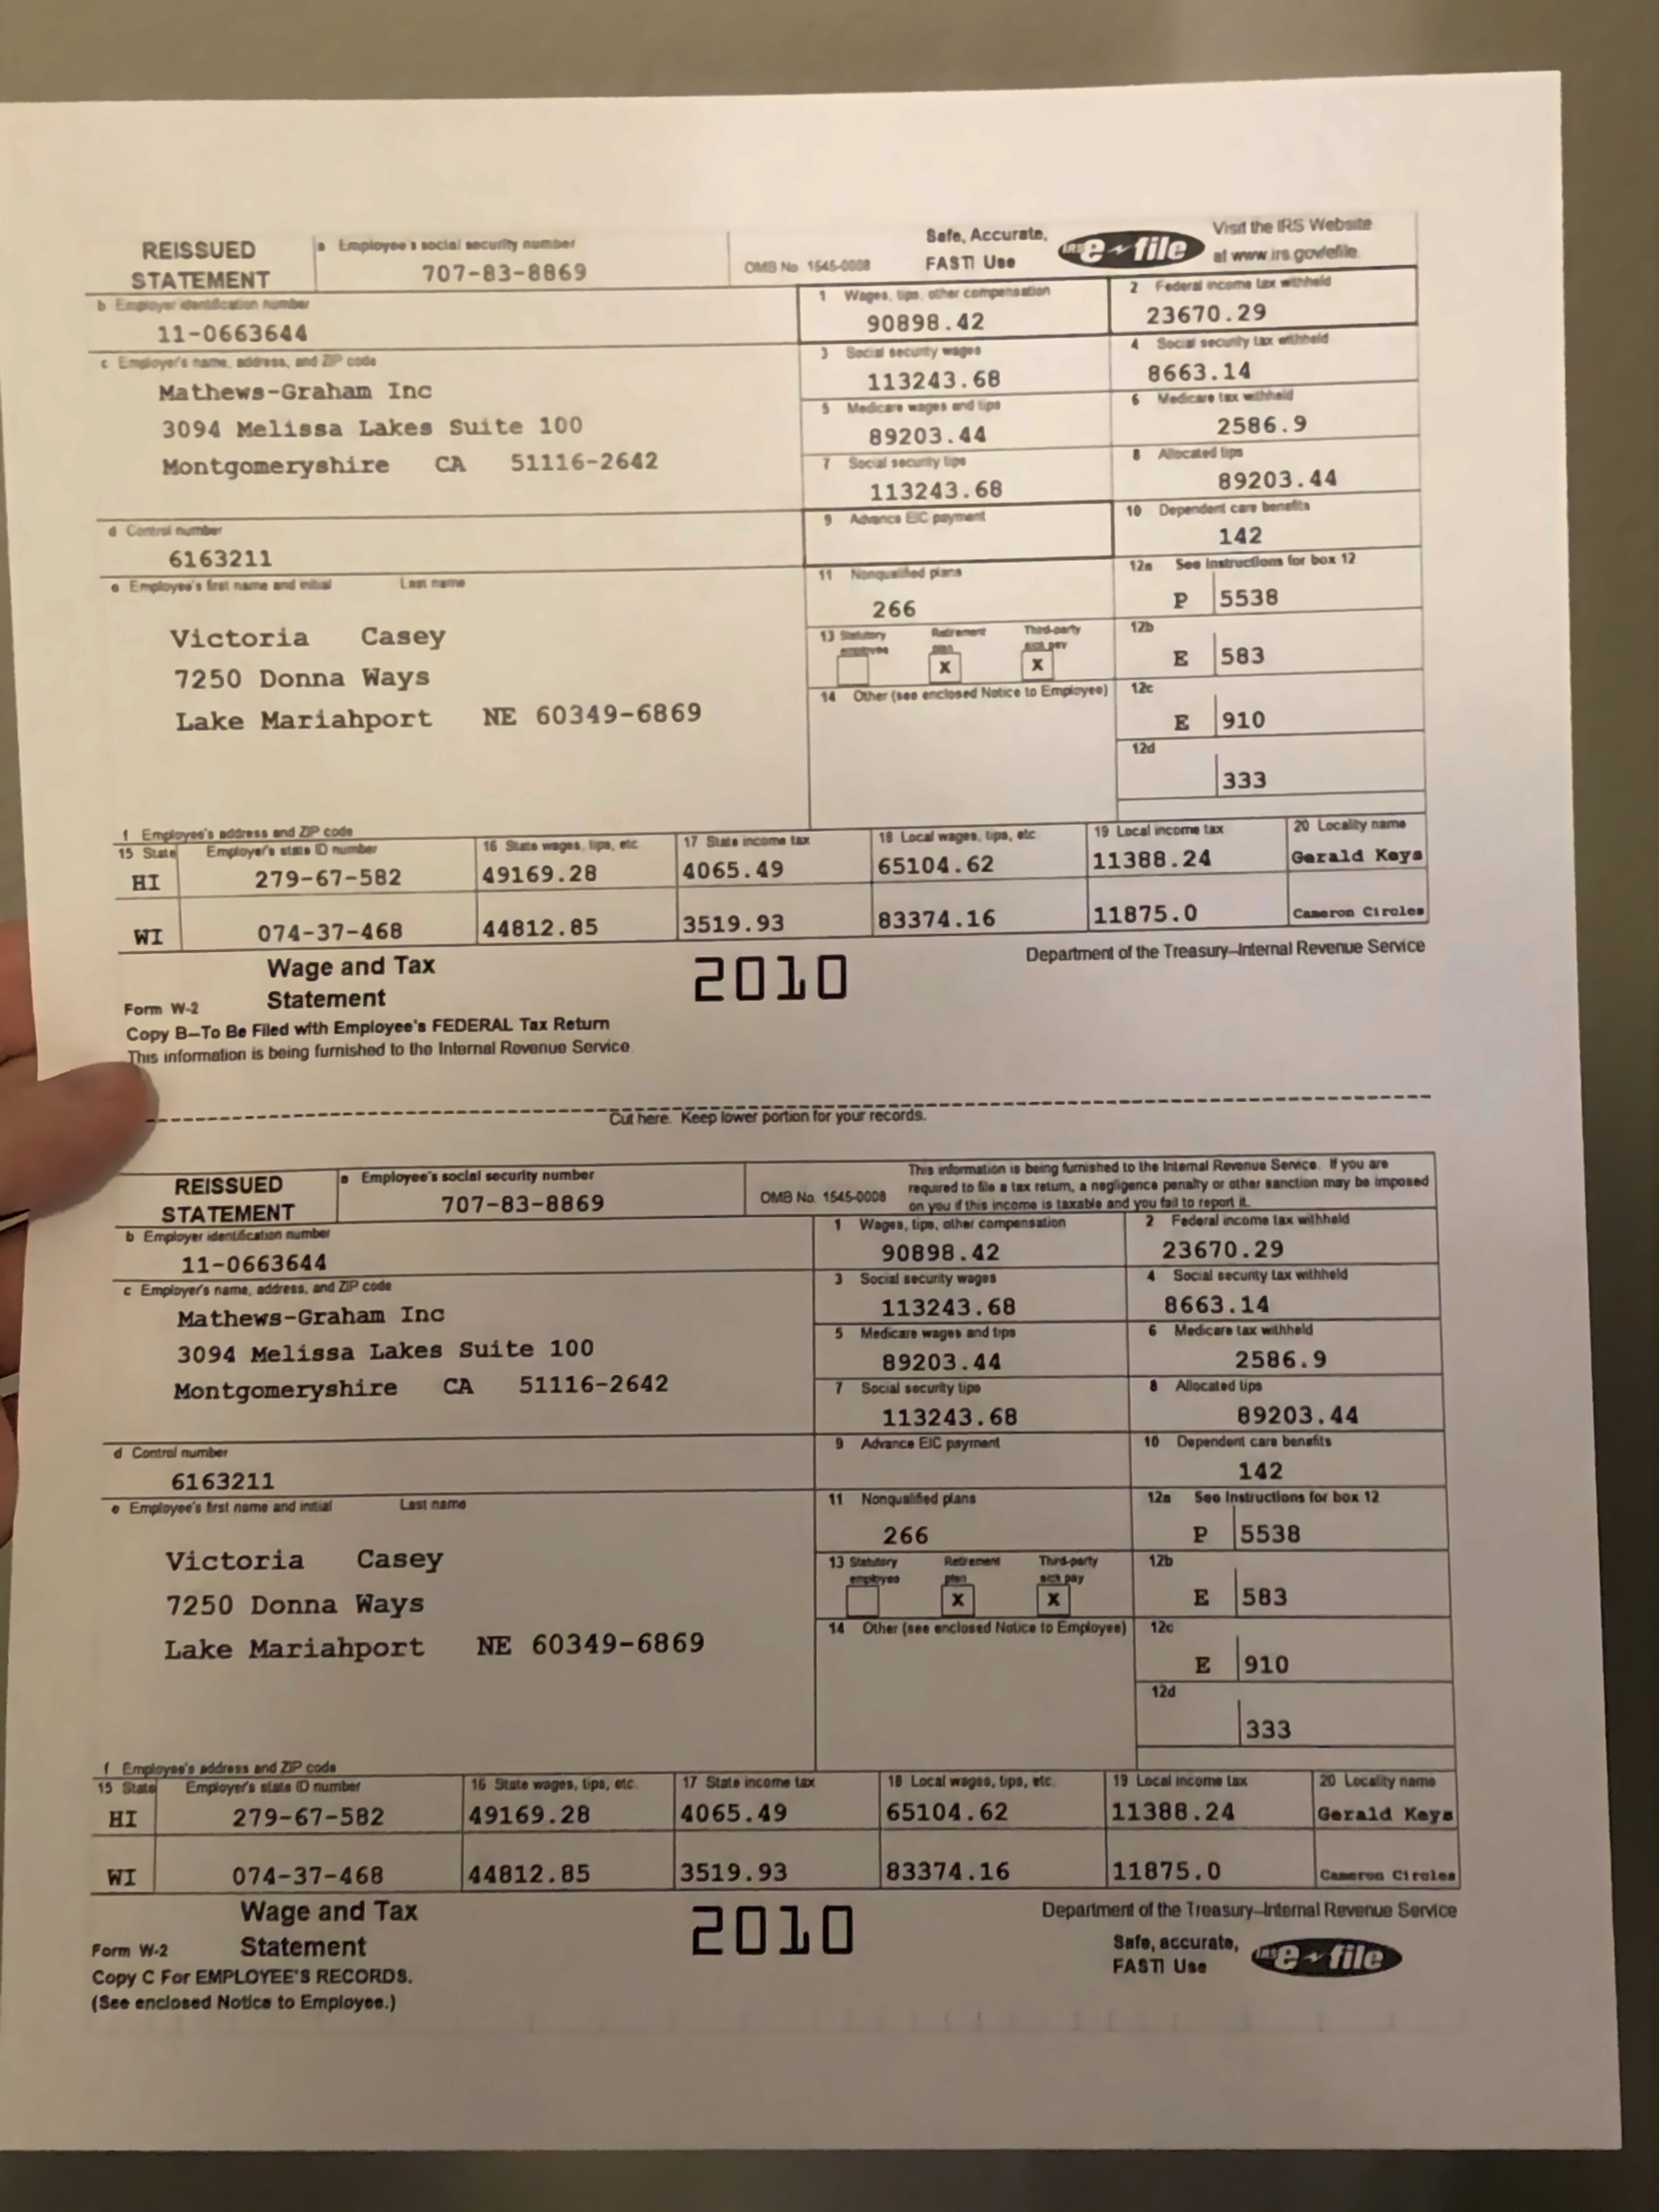 REISSUED STATEMENT
a Employee's social security number
707-83-8869
OMB No. 1545-0008
Safe, Accurate, FAST! Use
IRS e-file
Visit the IRS Website at www.irs.gov/efile.
b Employer identification number
11-0663644
1 Wages, tips, other compensation
90898.42
2 Federal income tax withheld
23670.29
c Employer's name, address, and ZIP code
Mathews-Graham Inc
3094 Melissa Lakes Suite 100
Montgomeryshire CA 51116-2642
3 Social security wages
113243.68
4 Social security tax withheld
8663.14
5 Medicare wages and tips
89203.44
6 Medicare tax withheld
2586.9
7 Social security tips
113243.68
8 Allocated tips
89203.44
d Control number
6163211
9 Advance EIC payment
10 Dependent care benefits
142
e Employee's first name and initial Last name
Victoria Casey
7250 Donna Ways
Lake Mariahport NE 60349-6869
11 Nonqualified plans
266
12a See Instructions for box 12
P 5538
13 Statutory employee Retirement plan Third-party sick pay
X X
12b
E 583
14 Other (see enclosed Notice to Employee)
12c
E 910
12d
333
f Employee's address and ZIP code
15 State Employer's state ID number 16 State wages, tips, etc 17 State income tax 18 Local wages, tips, etc 19 Local income tax 20 Locality name
HI 279-67-582 49169.28 4065.49 65104.62 11388.24 Gerald Keys
WI 074-37-468 44812.85 3519.93 83374.16 11875.0 Cameron Circles
Form W-2 Wage and Tax Statement
2010
Department of the Treasury–Internal Revenue Service
Copy B–To Be Filed with Employee's FEDERAL Tax Return
This information is being furnished to the Internal Revenue Service.
Cut here. Keep lower portion for your records.
REISSUED STATEMENT
a Employee's social security number
707-83-8869
OMB No. 1545-0008
This information is being furnished to the Internal Revenue Service. If you are
required to file a tax return, a negligence penalty or other sanction may be imposed
on you if this income is taxable and you fail to report it.
b Employer identification number
11-0663644
1 Wages, tips, other compensation
90898.42
2 Federal income tax withheld
23670.29
c Employer's name, address, and ZIP code
Mathews-Graham Inc
3094 Melissa Lakes Suite 100
Montgomeryshire CA 51116-2642
3 Social security wages
113243.68
4 Social security tax withheld
8663.14
5 Medicare wages and tips
89203.44
6 Medicare tax withheld
2586.9
7 Social security tips
113243.68
8 Allocated tips
89203.44
d Control number
6163211
9 Advance EIC payment
10 Dependent care benefits
142
e Employee's first name and initial Last name
Victoria Casey
7250 Donna Ways
Lake Mariahport NE 60349-6869
11 Nonqualified plans
266
12a See Instructions for box 12
P 5538
13 Statutory employee Retirement plan Third-party sick pay
X X
12b
E 583
14 Other (see enclosed Notice to Employee)
12c
E 910
12d
333
f Employee's address and ZIP code
15 State Employer's state ID number 16 State wages, tips, etc. 17 State income tax 18 Local wages, tips, etc. 19 Local income tax 20 Locality name
HI 279-67-582 49169.28 4065.49 65104.62 11388.24 Gerald Keys
WI 074-37-468 44812.85 3519.93 83374.16 11875.0 Cameron Circles
Form W-2 Wage and Tax Statement
2010
Department of the Treasury–Internal Revenue Service
Safe, accurate, FAST! Use
IRS e-file
Copy C For EMPLOYEE'S RECORDS.
(See enclosed Notice to Employee.)